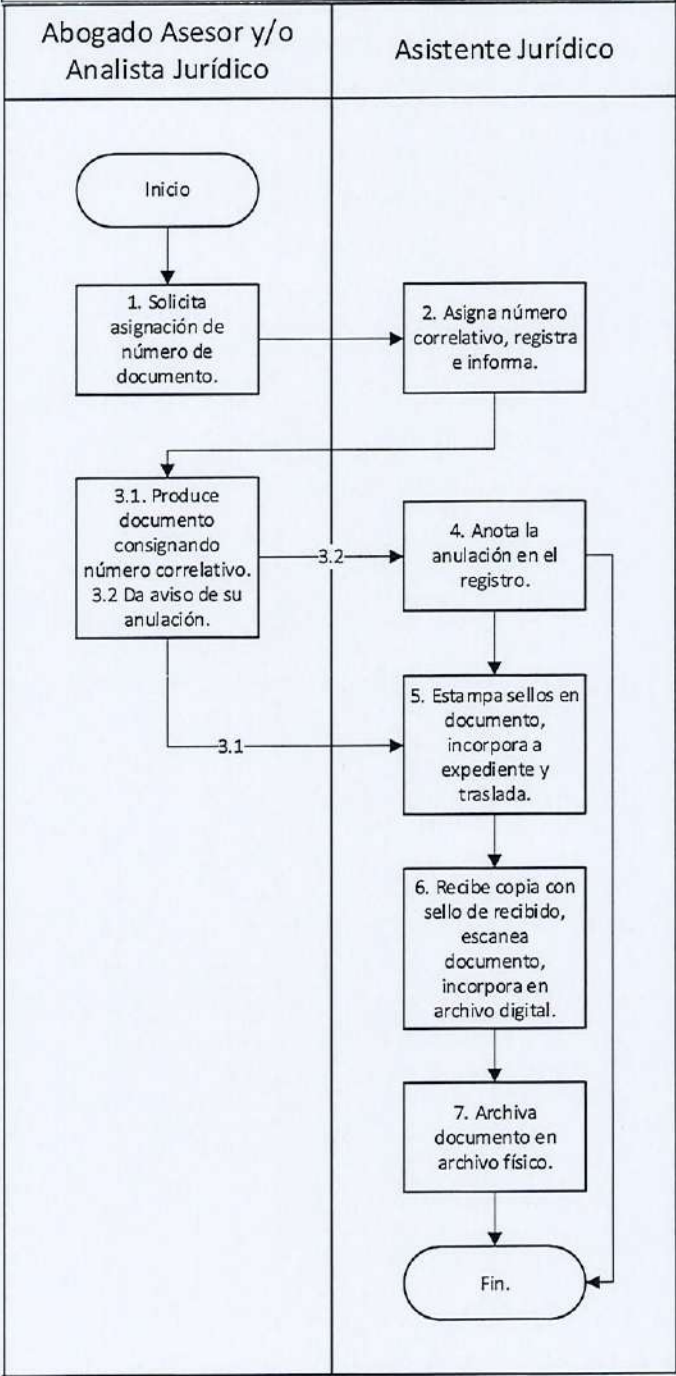 Abogado Asesor y/o
Analista Jurídico
Asistente Jurídico
Inicio
1. Solicita
asignación de
número de
documento.
2. Asigna número
correlativo, registra
e informa.
3.1. Produce
documento
consignando
número correlativo.
3.2 Da aviso de su
anulación.
3.2
4. Anota la
anulación en el
registro.
3.1
5. Estampa sellos en
documento,
incorpora a
expediente y
traslada.
6. Recibe copia con
sello de recibido,
escanea
documento,
incorpora en
archivo digital.
7. Archiva
documento en
archivo físico.
Fin.